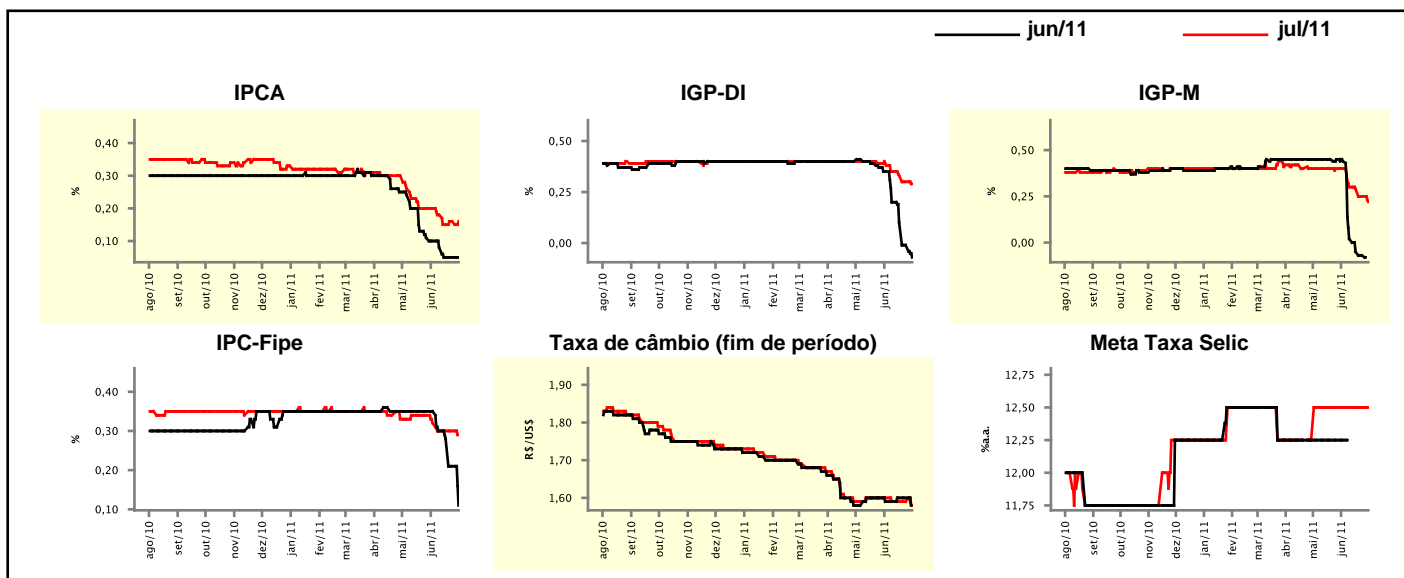 jun/11 jul/11
IPCA
%
0,40
0,30
0,20
0,10
ago/10 set/10 out/10 nov/10 dez/10 jan/11 fev/11 mar/11 abr/11 mai/11 jun/11
IGP-DI
%
0,50
0,25
0,00
ago/10 set/10 out/10 nov/10 dez/10 jan/11 fev/11 mar/11 abr/11 mai/11 jun/11
IGP-M
%
0,50
0,25
0,00
ago/10 set/10 out/10 nov/10 dez/10 jan/11 fev/11 mar/11 abr/11 mai/11 jun/11
IPC-Fipe
%
0,40
0,30
0,20
0,10
ago/10 set/10 out/10 nov/10 dez/10 jan/11 fev/11 mar/11 abr/11 mai/11 jun/11
Taxa de câmbio (fim de período)
R$/US$
1,90
1,80
1,70
1,60
ago/10 set/10 out/10 nov/10 dez/10 jan/11 fev/11 mar/11 abr/11 mai/11 jun/11
Meta Taxa Selic
%a.a.
12,75
12,50
12,25
12,00
11,75
ago/10 set/10 out/10 nov/10 dez/10 jan/11 fev/11 mar/11 abr/11 mai/11 jun/11